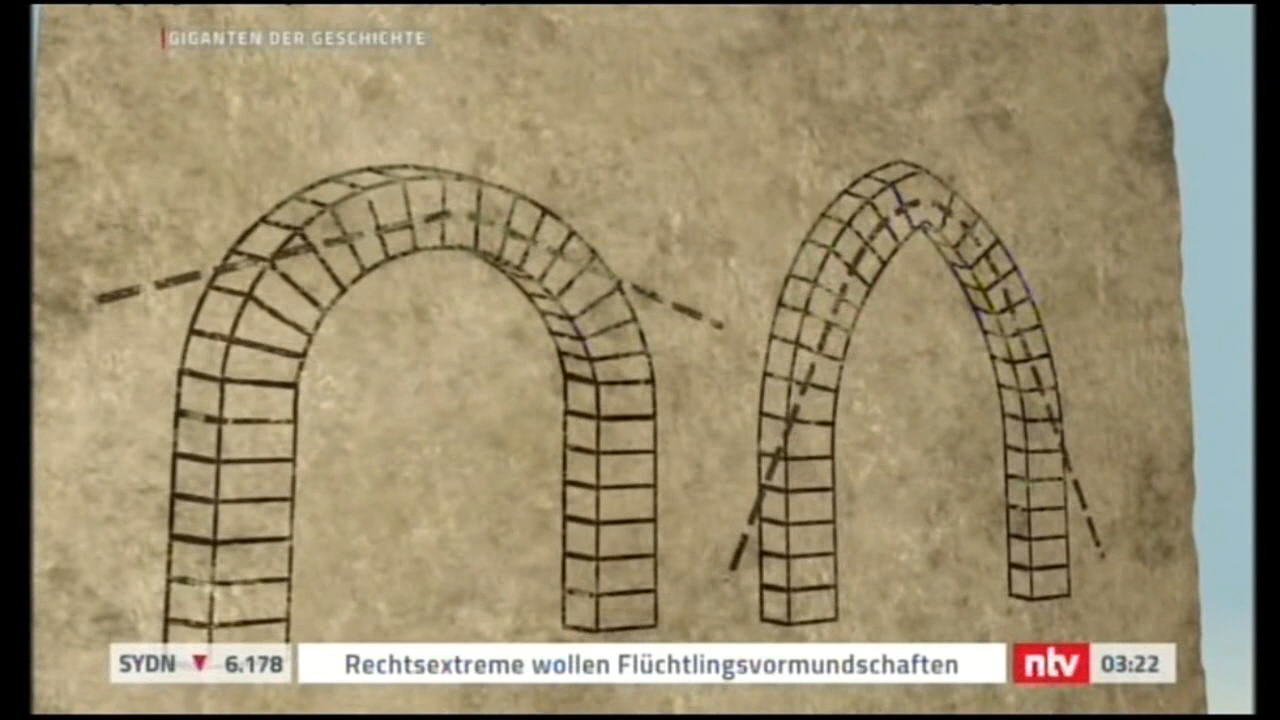 GIGANTEN DER GESCHICHTE
SYDN ▼ 6.178
Rechtsextreme wollen Flüchtlingsvormundschaften
ntv 03:22